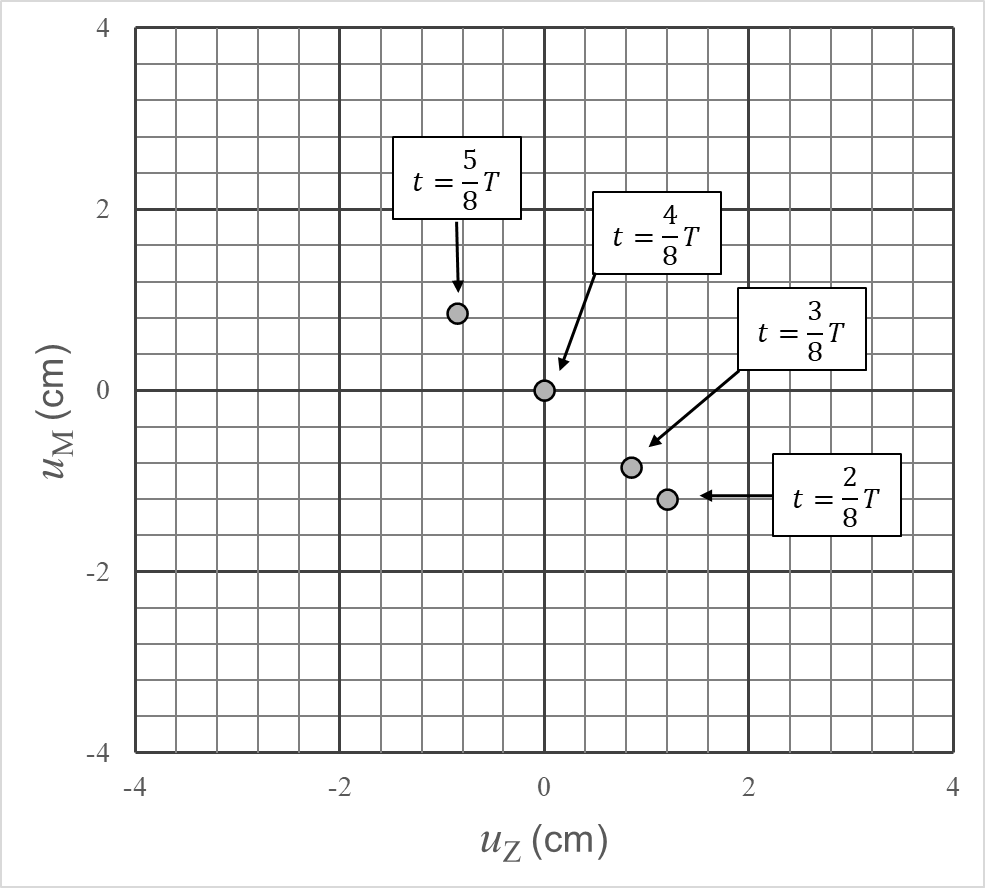 4
2
0
-2
-4
-4 -2 0 2 4
u_M (cm)
u_Z (cm)
t = 5/8 T
t = 4/8 T
t = 3/8 T
t = 2/8 T